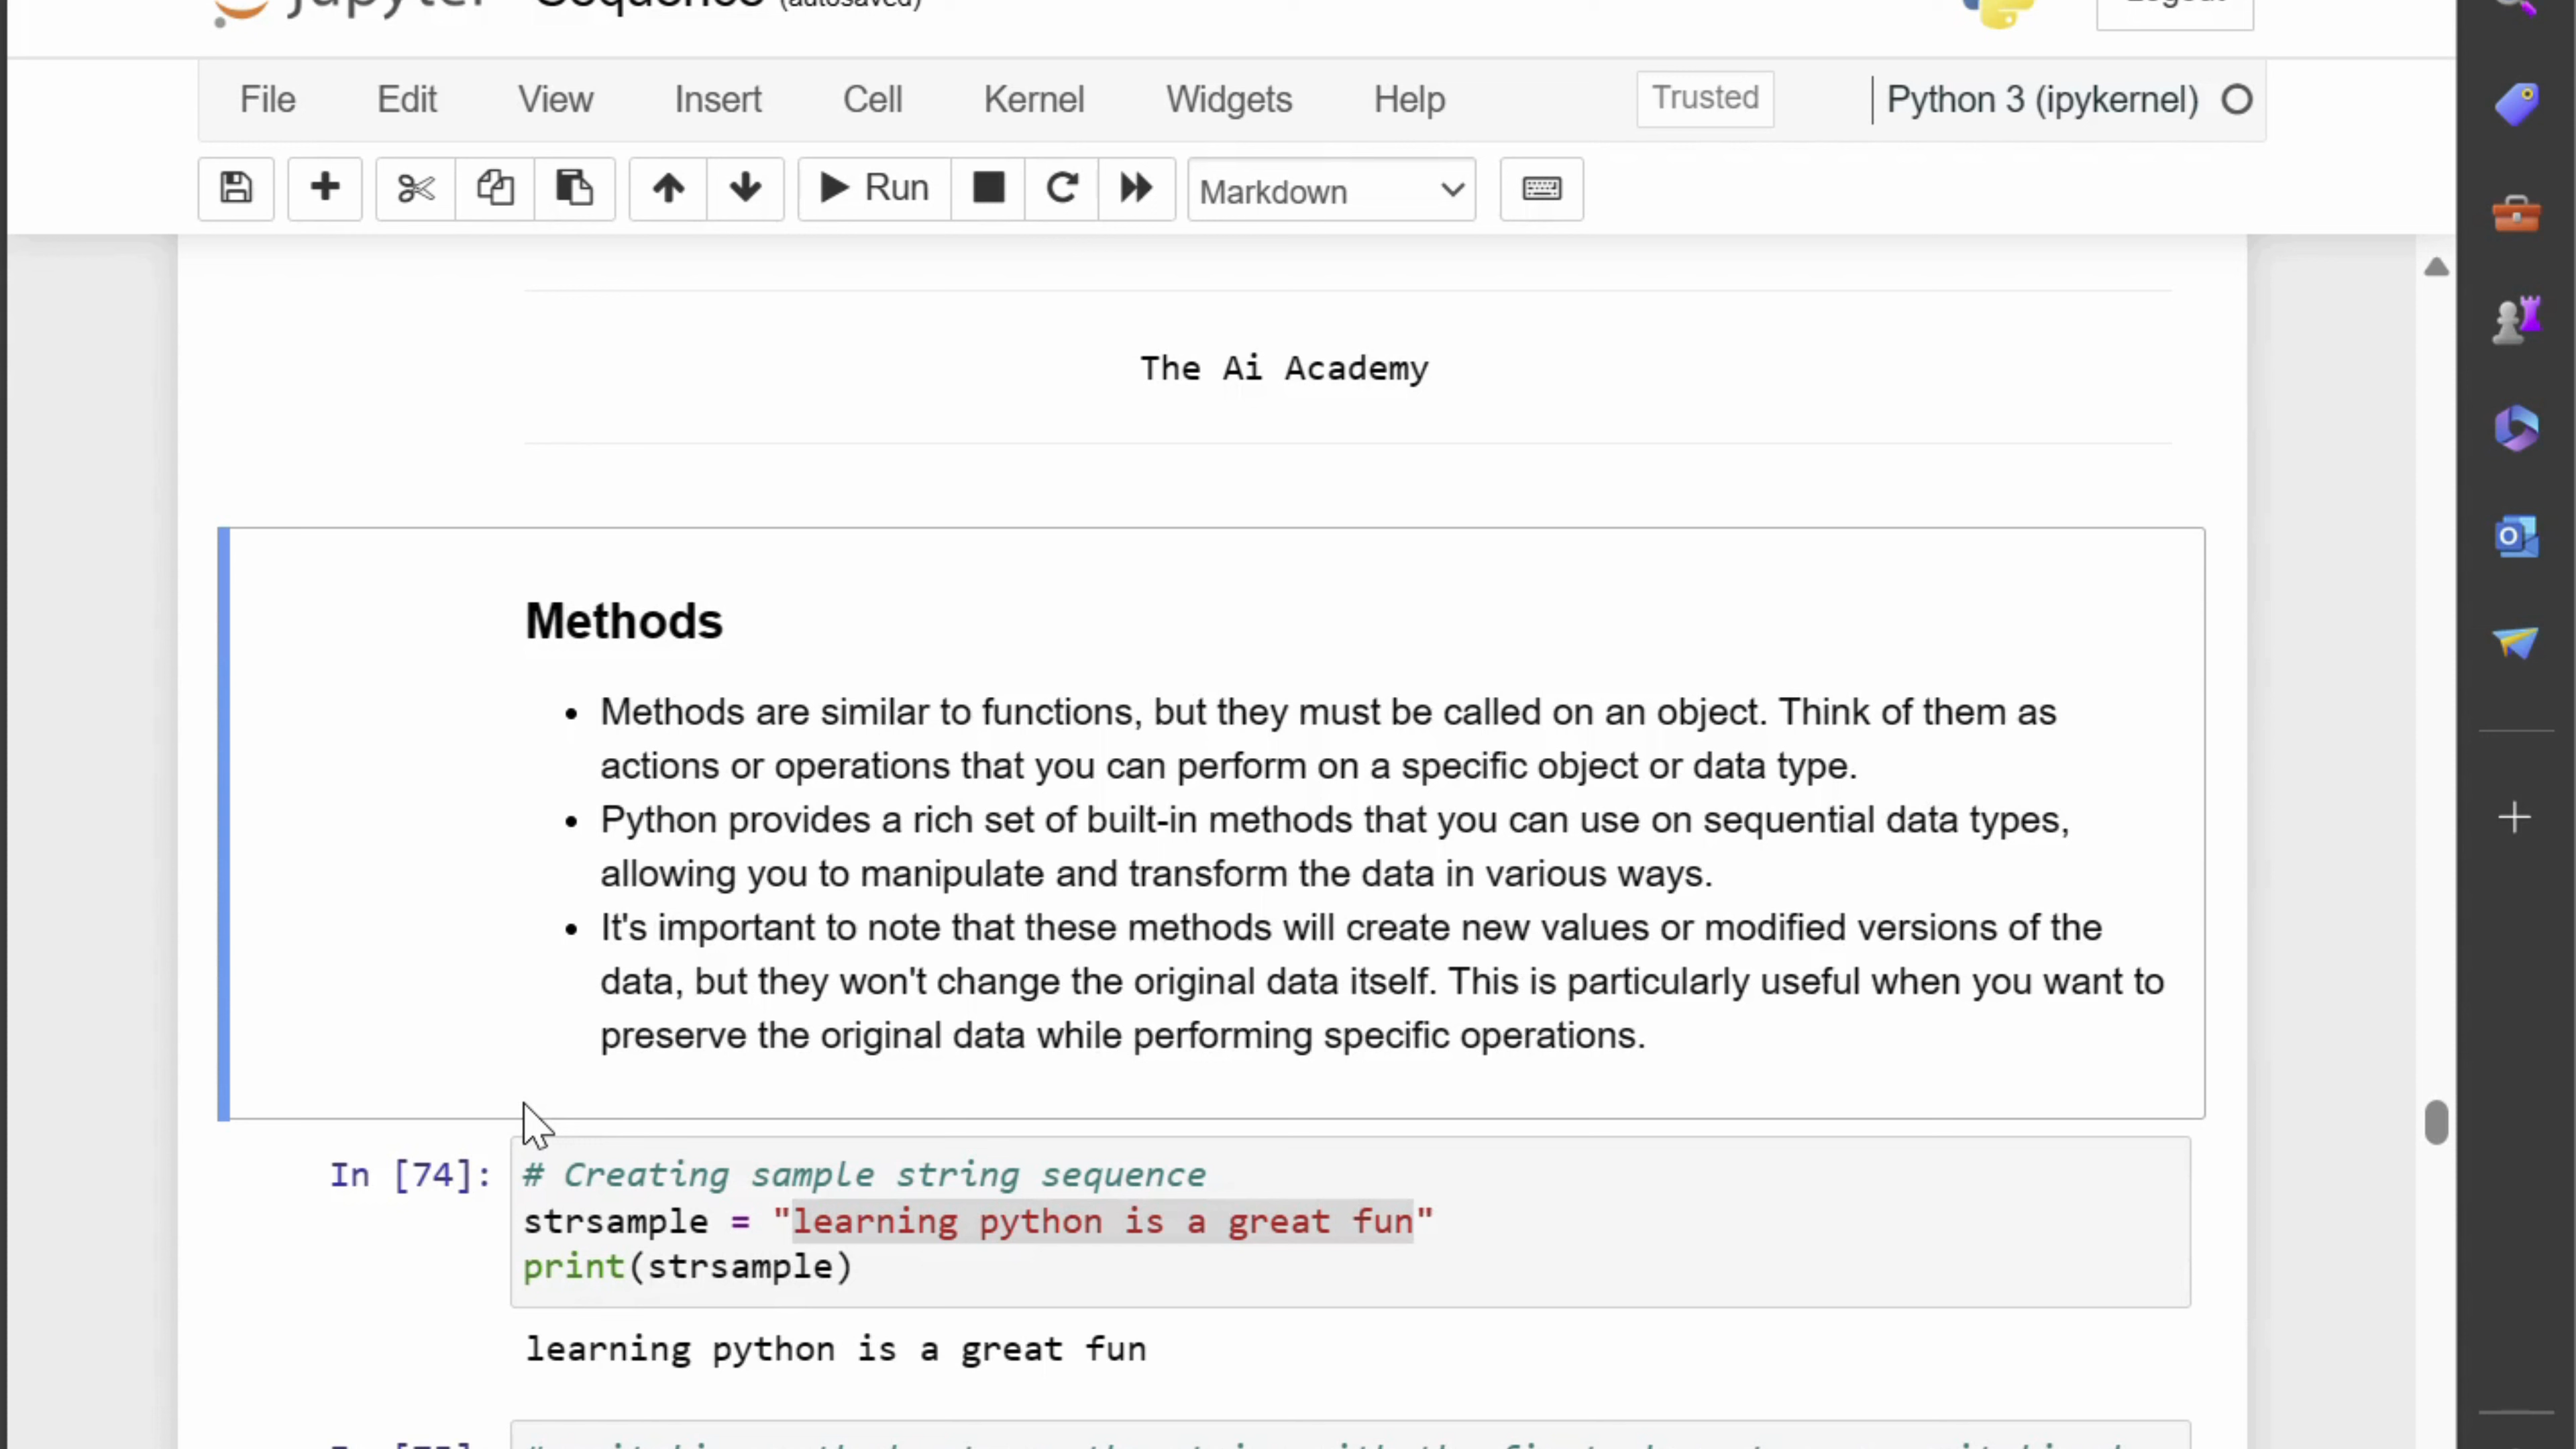 Jupyter Sequence (autosaved)
Logout
File Edit View Insert Cell Kernel Widgets Help Trusted Python 3 (ipykernel)
Run Markdown
The Ai Academy
Methods
• Methods are similar to functions, but they must be called on an object. Think of them as
actions or operations that you can perform on a specific object or data type.
• Python provides a rich set of built-in methods that you can use on sequential data types,
allowing you to manipulate and transform the data in various ways.
• It's important to note that these methods will create new values or modified versions of the
data, but they won't change the original data itself. This is particularly useful when you want to
preserve the original data while performing specific operations.
In [74]: # Creating sample string sequence
strsample = "learning python is a great fun"
print(strsample)
learning python is a great fun